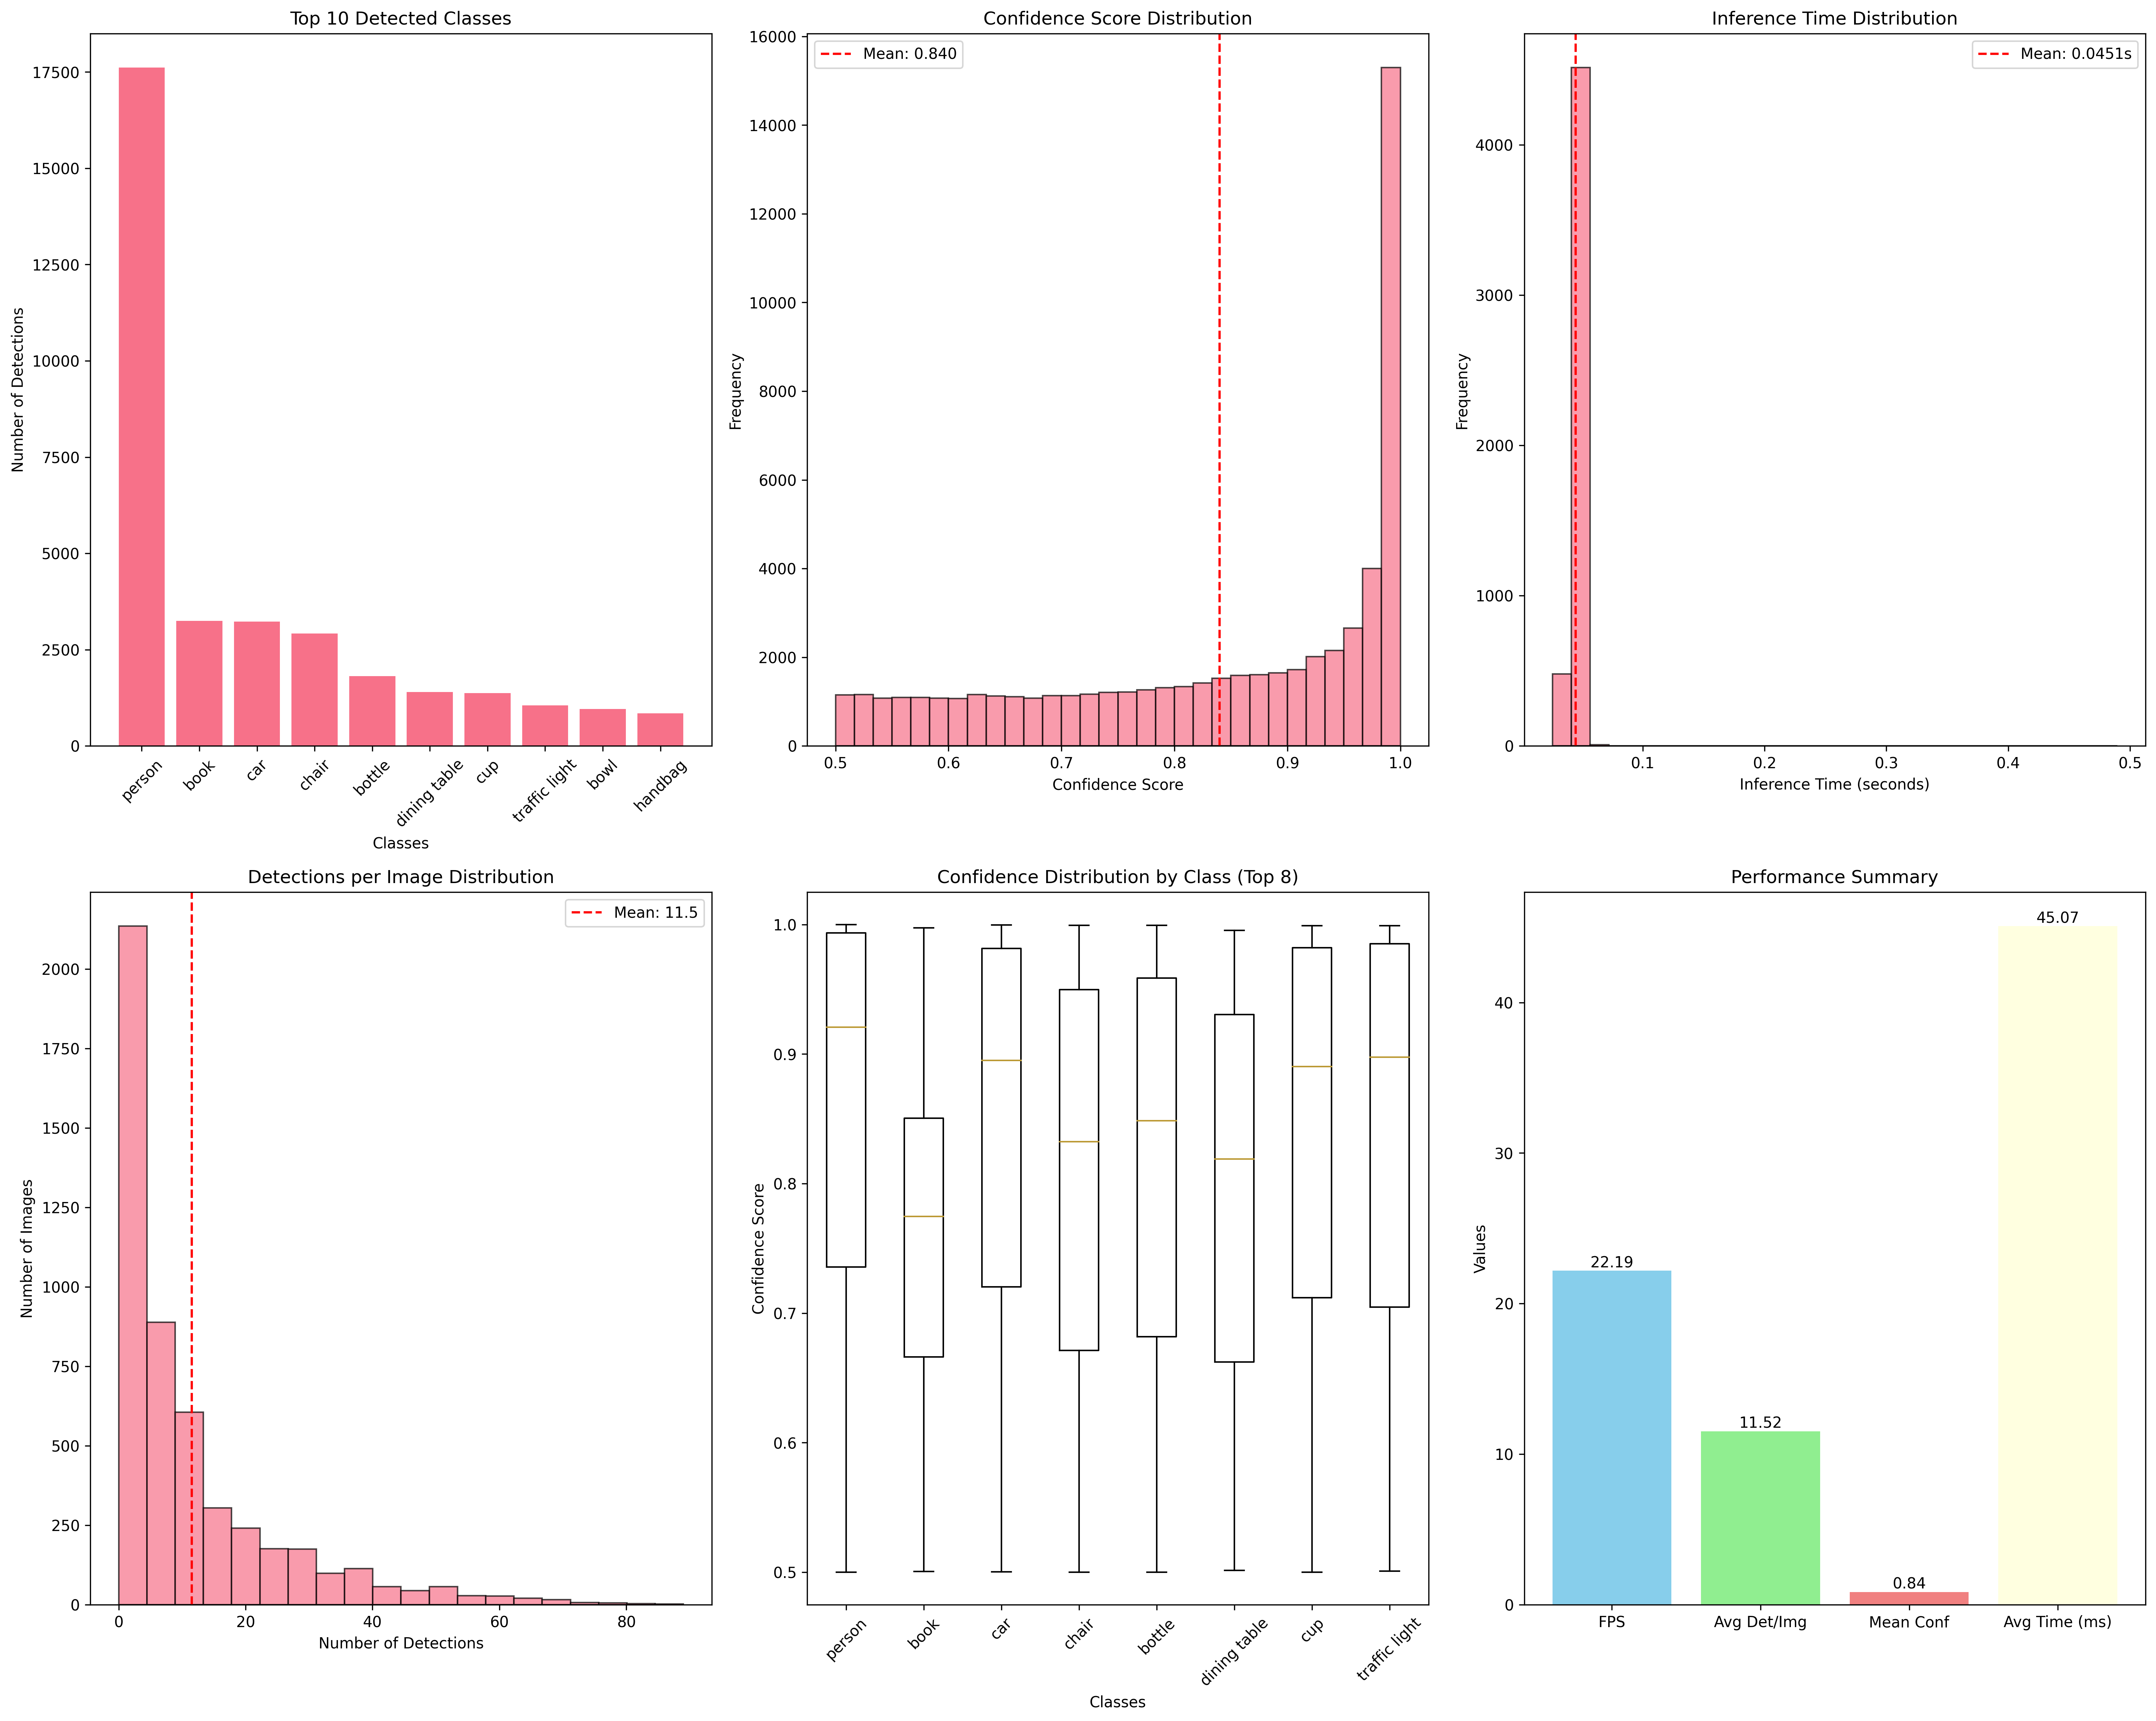 Top 10 Detected Classes
Number of Detections
17500
15000
12500
10000
7500
5000
2500
0
person
book
car
chair
bottle
dining table
cup
traffic light
bowl
handbag
Classes
Confidence Score Distribution
Mean: 0.840
Frequency
16000
14000
12000
10000
8000
6000
4000
2000
0
0.5
0.6
0.7
0.8
0.9
1.0
Confidence Score
Inference Time Distribution
Mean: 0.0451s
Frequency
4000
3000
2000
1000
0
0.1
0.2
0.3
0.4
0.5
Inference Time (seconds)
Detections per Image Distribution
Mean: 11.5
Number of Images
2000
1750
1500
1250
1000
750
500
250
0
0
20
40
60
80
Number of Detections
Confidence Distribution by Class (Top 8)
Confidence Score
1.0
0.9
0.8
0.7
0.6
0.5
person
book
car
chair
bottle
dining table
cup
traffic light
Classes
Performance Summary
Values
40
30
20
10
0
22.19
11.52
0.84
45.07
FPS
Avg Det/Img
Mean Conf
Avg Time (ms)